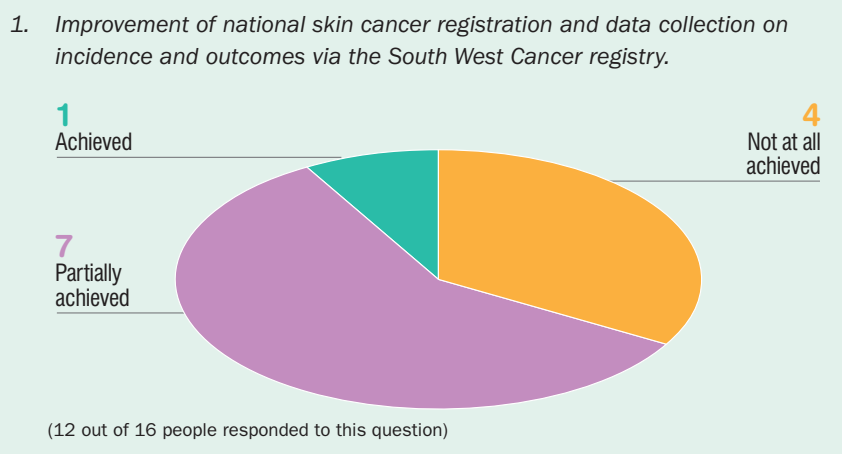 1. Improvement of national skin cancer registration and data collection on
incidence and outcomes via the South West Cancer registry.
1
Achieved
4
Not at all
achieved
7
Partially
achieved
(12 out of 16 people responded to this question)